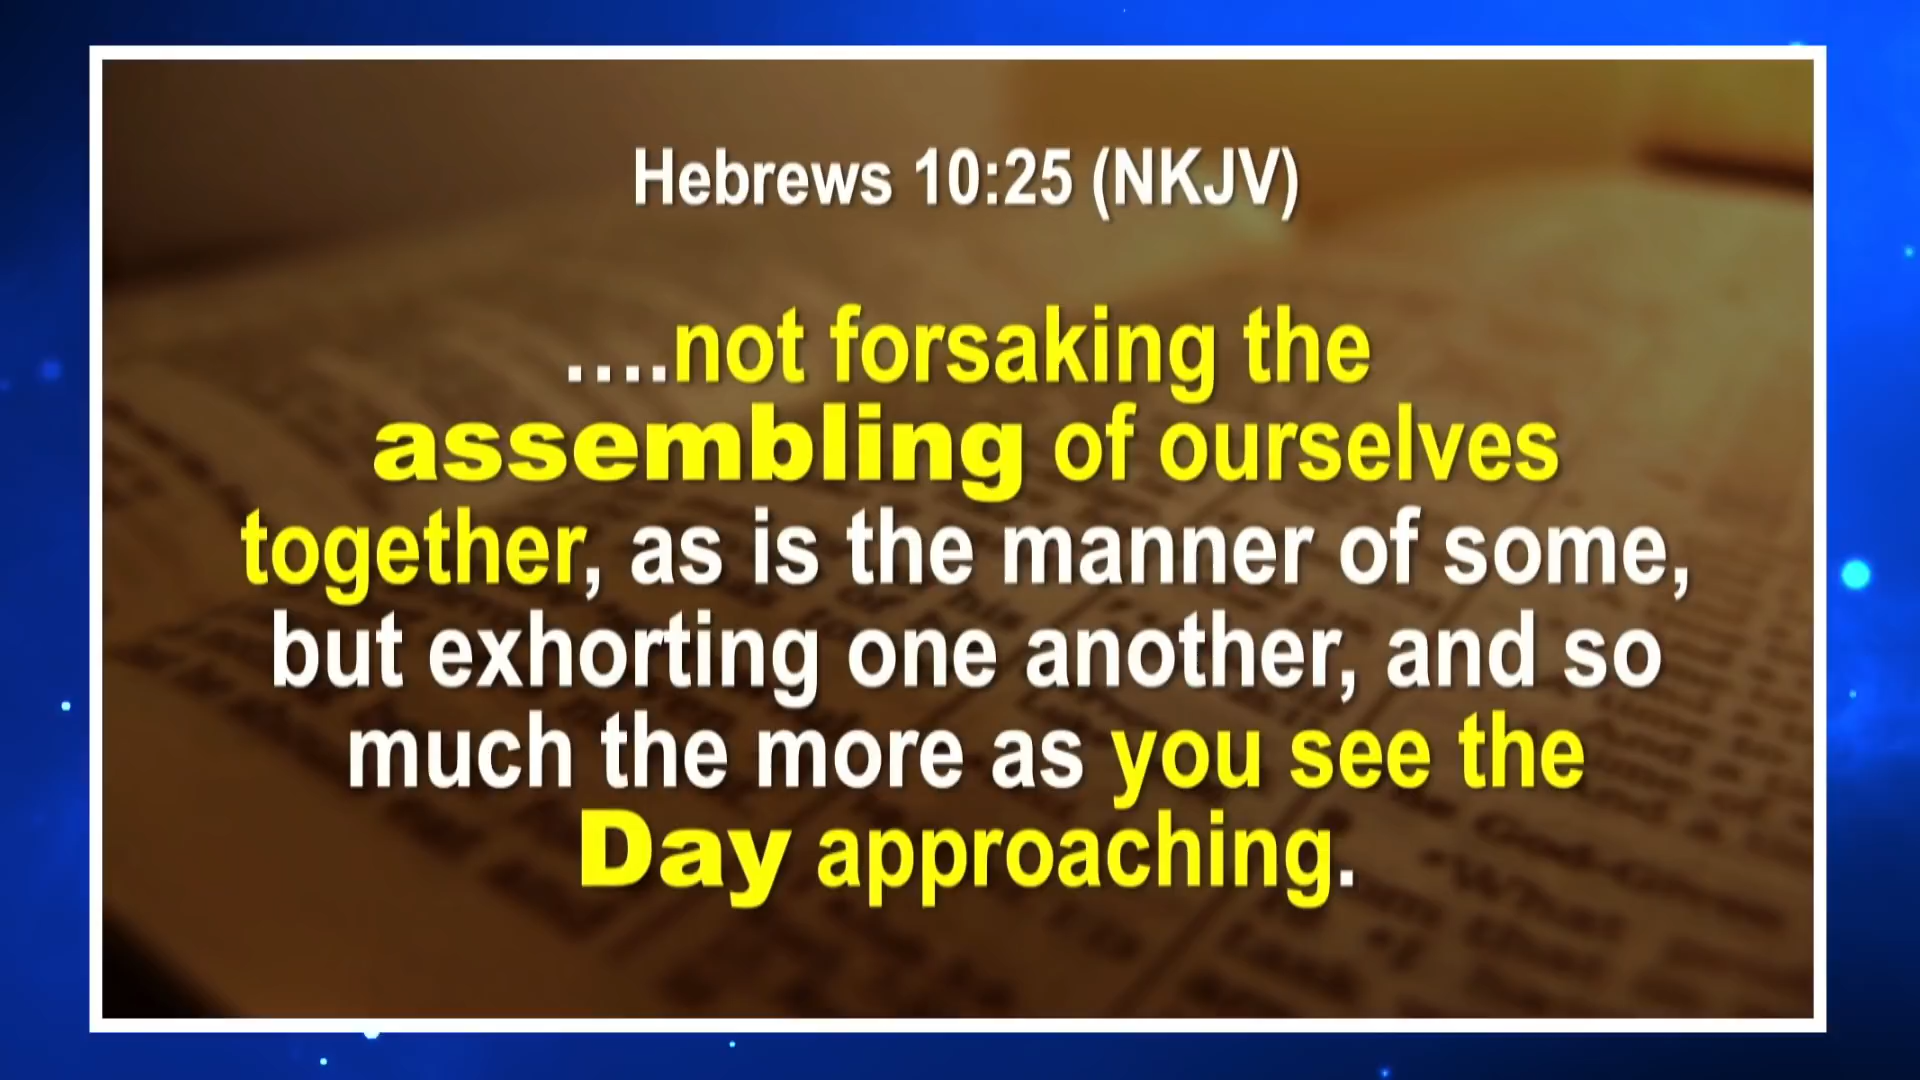 Hebrews 10:25 (NKJV)
....not forsaking the
assembling of ourselves
together, as is the manner of some,
but exhorting one another, and so
much the more as you see the
Day approaching.